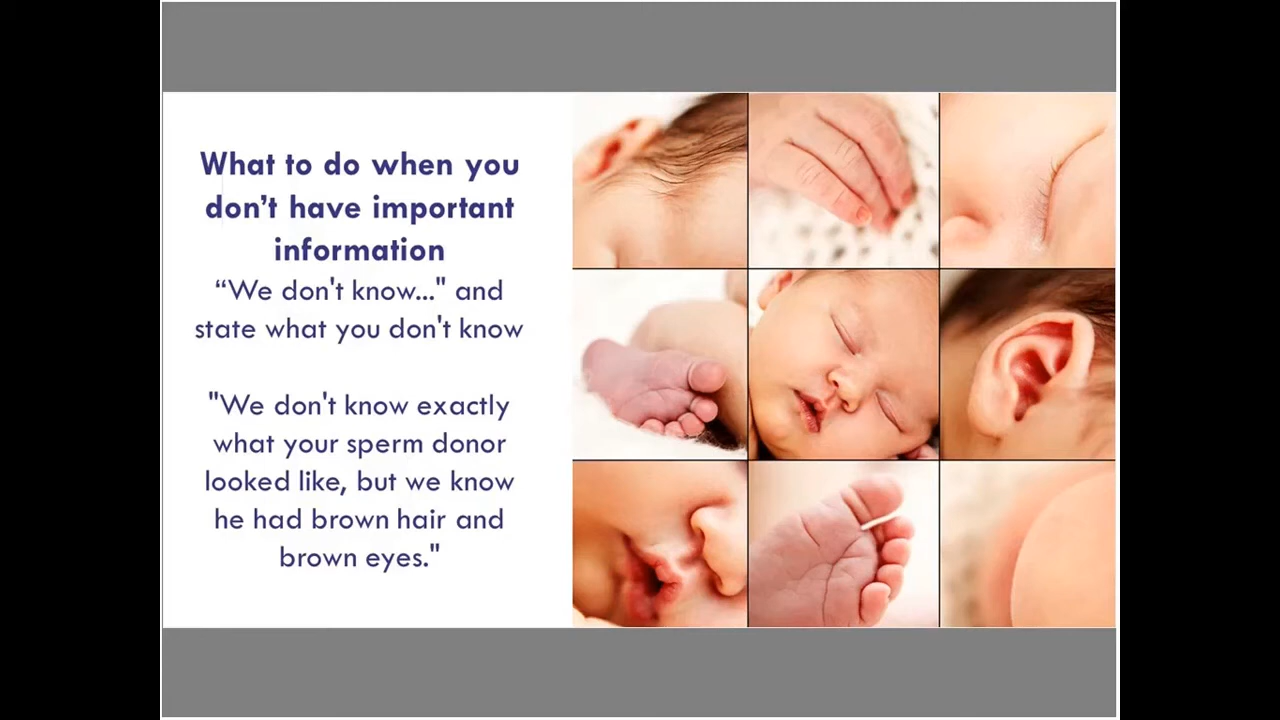 What to do when you
don’t have important
information
“We don't know..." and
state what you don't know
"We don't know exactly
what your sperm donor
looked like, but we know
he had brown hair and
brown eyes."